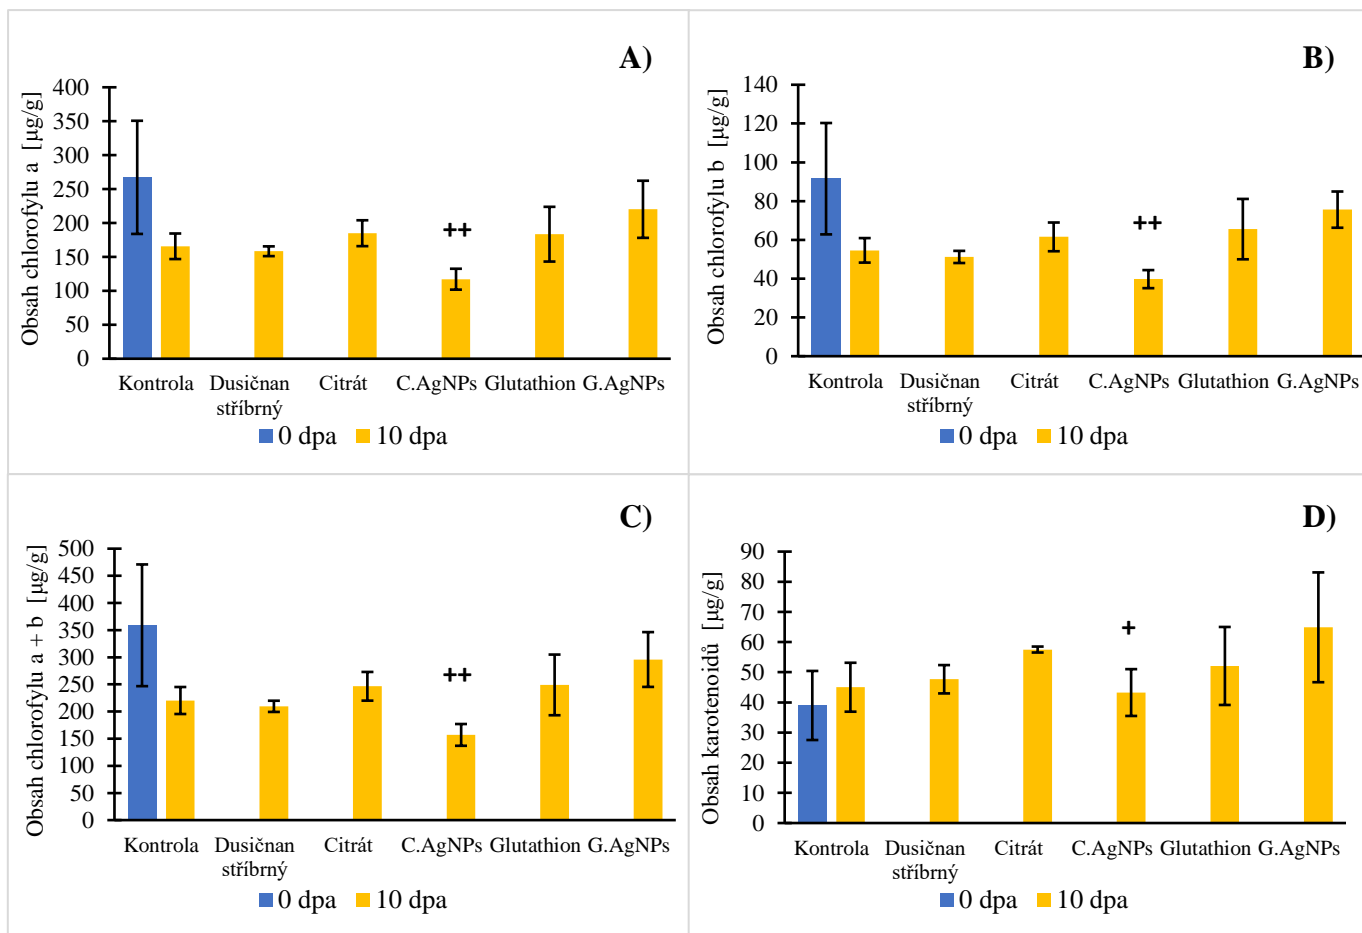 A)
Obsah chlorofylu a [µg/g]
400
350
300
250
200
150
100
50
0
++
Kontrola Dusičnan Citrát C.AgNPs Glutathion G.AgNPs
stříbrný
0 dpa 10 dpa
B)
Obsah chlorofylu b [µg/g]
140
120
100
80
60
40
20
0
++
Kontrola Dusičnan Citrát C.AgNPs Glutathion G.AgNPs
stříbrný
0 dpa 10 dpa
C)
Obsah chlorofylu a + b [µg/g]
500
450
400
350
300
250
200
150
100
50
0
++
Kontrola Dusičnan Citrát C.AgNPs Glutathion G.AgNPs
stříbrný
0 dpa 10 dpa
D)
Obsah karotenoidů [µg/g]
90
80
70
60
50
40
30
20
10
0
+
Kontrola Dusičnan Citrát C.AgNPs Glutathion G.AgNPs
stříbrný
0 dpa 10 dpa